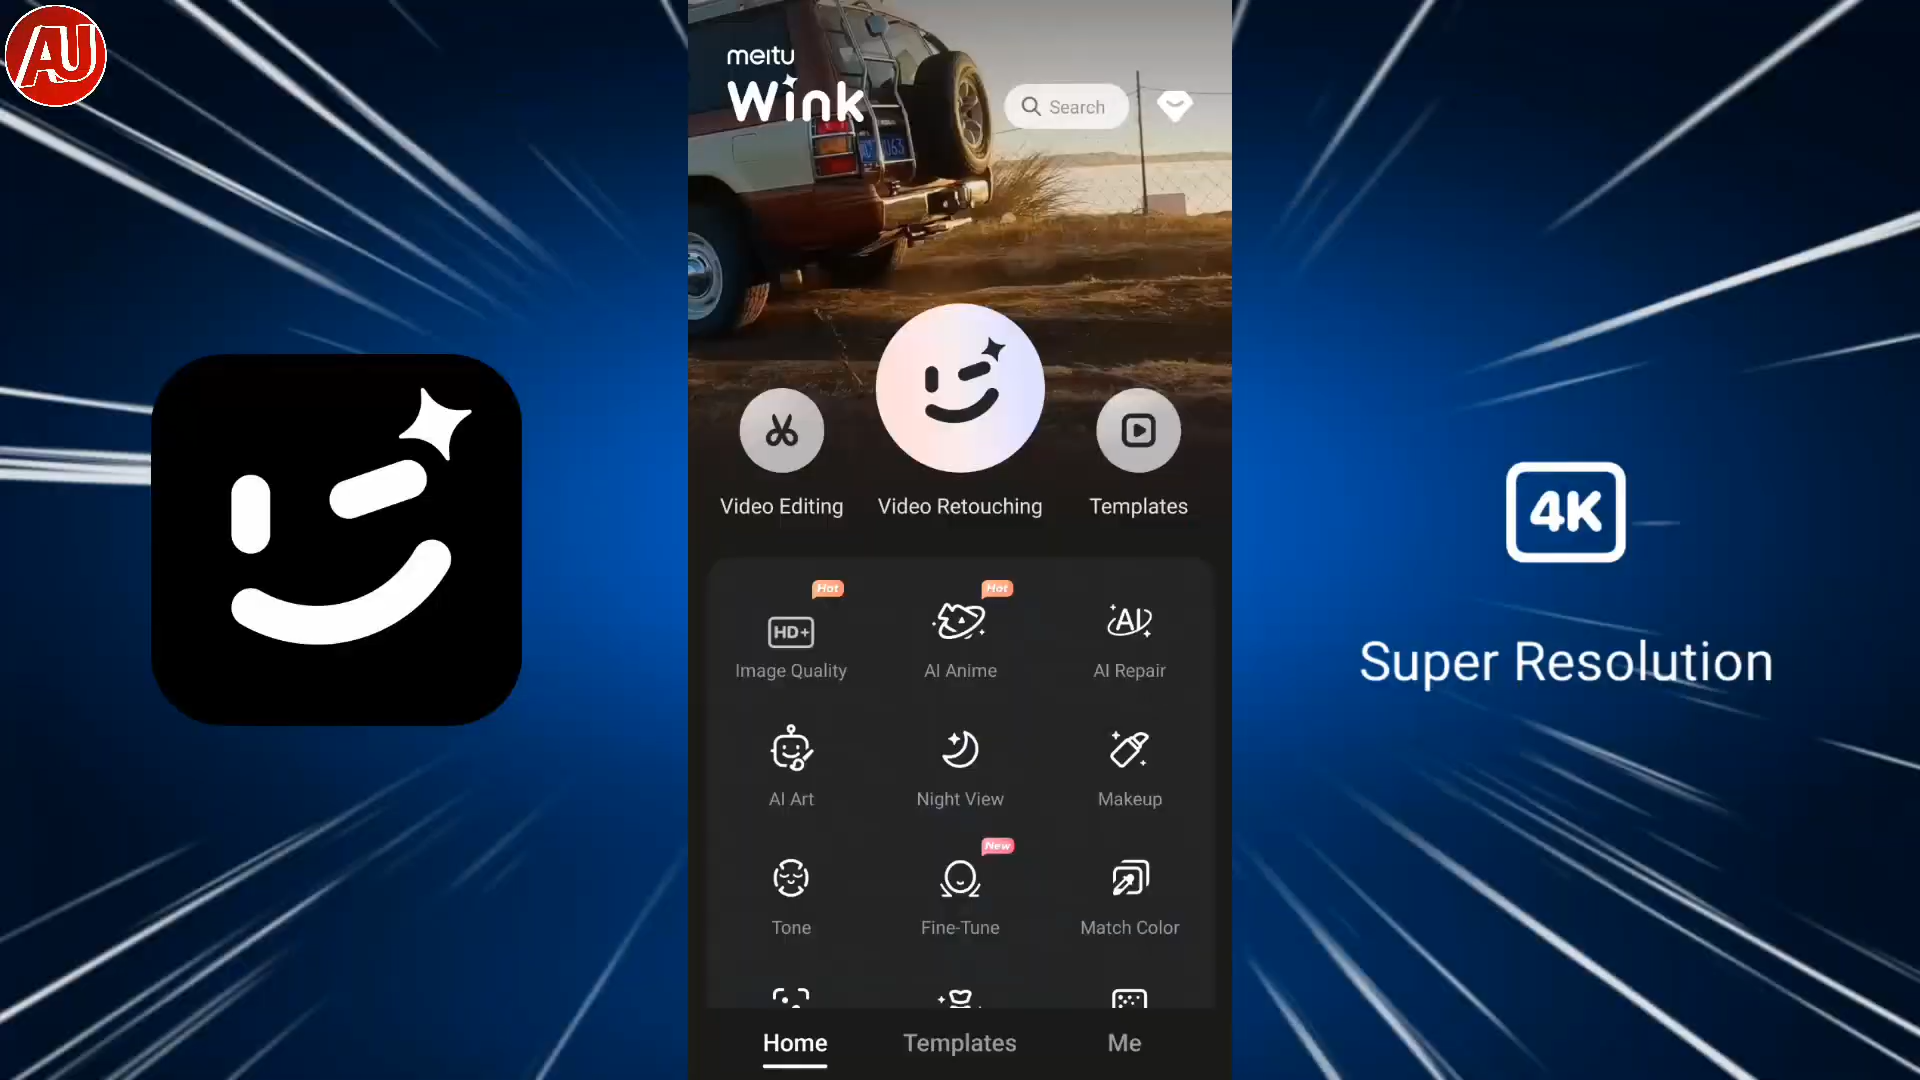 AU
meitu
Wink
Search
Video Editing
Video Retouching
Templates
Hot
Hot
HD+
AI
Image Quality
AI Anime
AI Repair
AI Art
Night View
Makeup
New
Tone
Fine-Tune
Match Color
Home
Templates
Me
4K
Super Resolution